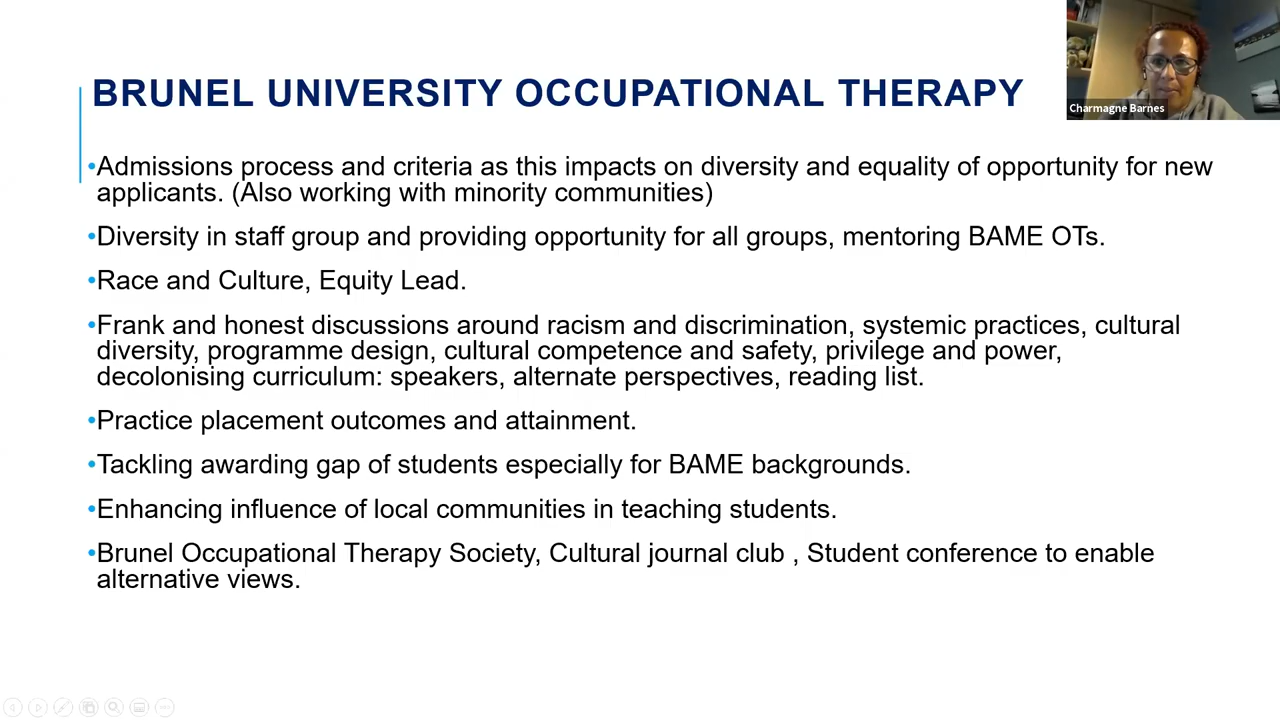 BRUNEL UNIVERSITY OCCUPATIONAL THERAPY
Charmagne Barnes
•Admissions process and criteria as this impacts on diversity and equality of opportunity for new
applicants. (Also working with minority communities)
•Diversity in staff group and providing opportunity for all groups, mentoring BAME OTs.
•Race and Culture, Equity Lead.
•Frank and honest discussions around racism and discrimination, systemic practices, cultural
diversity, programme design, cultural competence and safety, privilege and power,
decolonising curriculum: speakers, alternate perspectives, reading list.
•Practice placement outcomes and attainment.
•Tackling awarding gap of students especially for BAME backgrounds.
•Enhancing influence of local communities in teaching students.
•Brunel Occupational Therapy Society, Cultural journal club , Student conference to enable
alternative views.